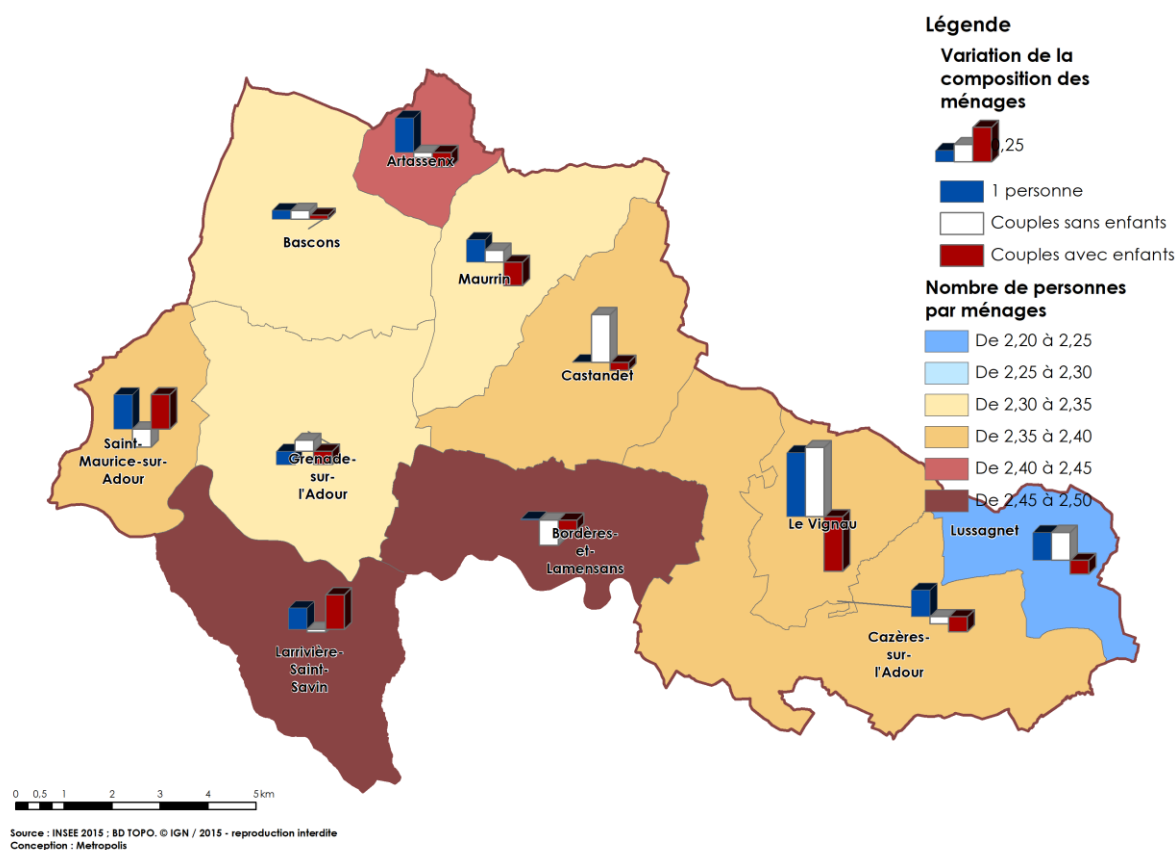 Légende
Variation de la
composition des
ménages
,25
1 personne
Couples sans enfants
Couples avec enfants
Nombre de personnes
par ménages
De 2,20 à 2,25
De 2,25 à 2,30
De 2,30 à 2,35
De 2,35 à 2,40
De 2,40 à 2,45
De 2,45 à 2,50
Artassenx
Bascons
Maurrin
Castandet
Saint-
Maurice-sur-
Adour
Grenade-
sur-
l'Adour
Le Vignau
Lussagnet
Bordères-
et-
Lamensans
Cazères-
sur-
l'Adour
Larrivière-
Saint-
Savin
0 0,5 1 2 3 4 5 km
Source : INSEE 2015 ; BD TOPO. © IGN / 2015 - reproduction interdite
Conception : Metropolis